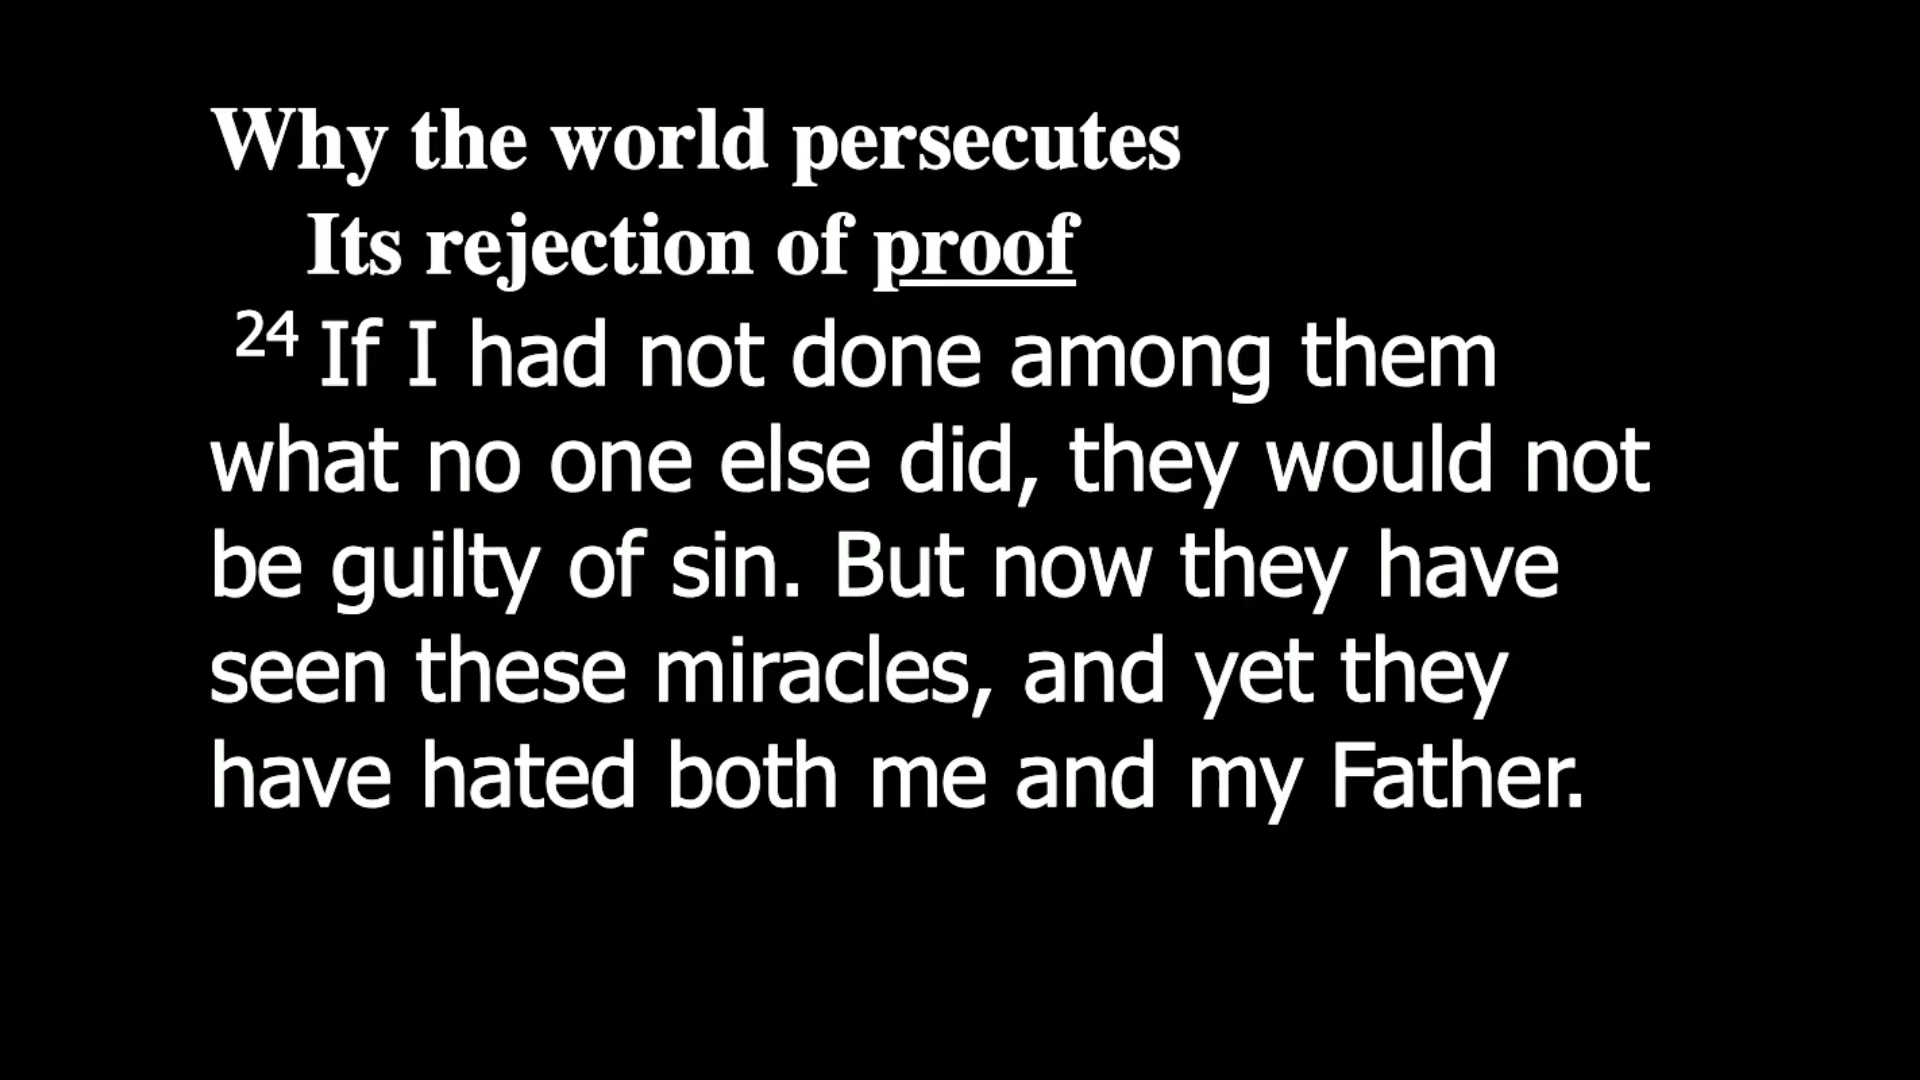 Why the world persecutes
Its rejection of proof
24 If I had not done among them
what no one else did, they would not
be guilty of sin. But now they have
seen these miracles, and yet they
have hated both me and my Father.